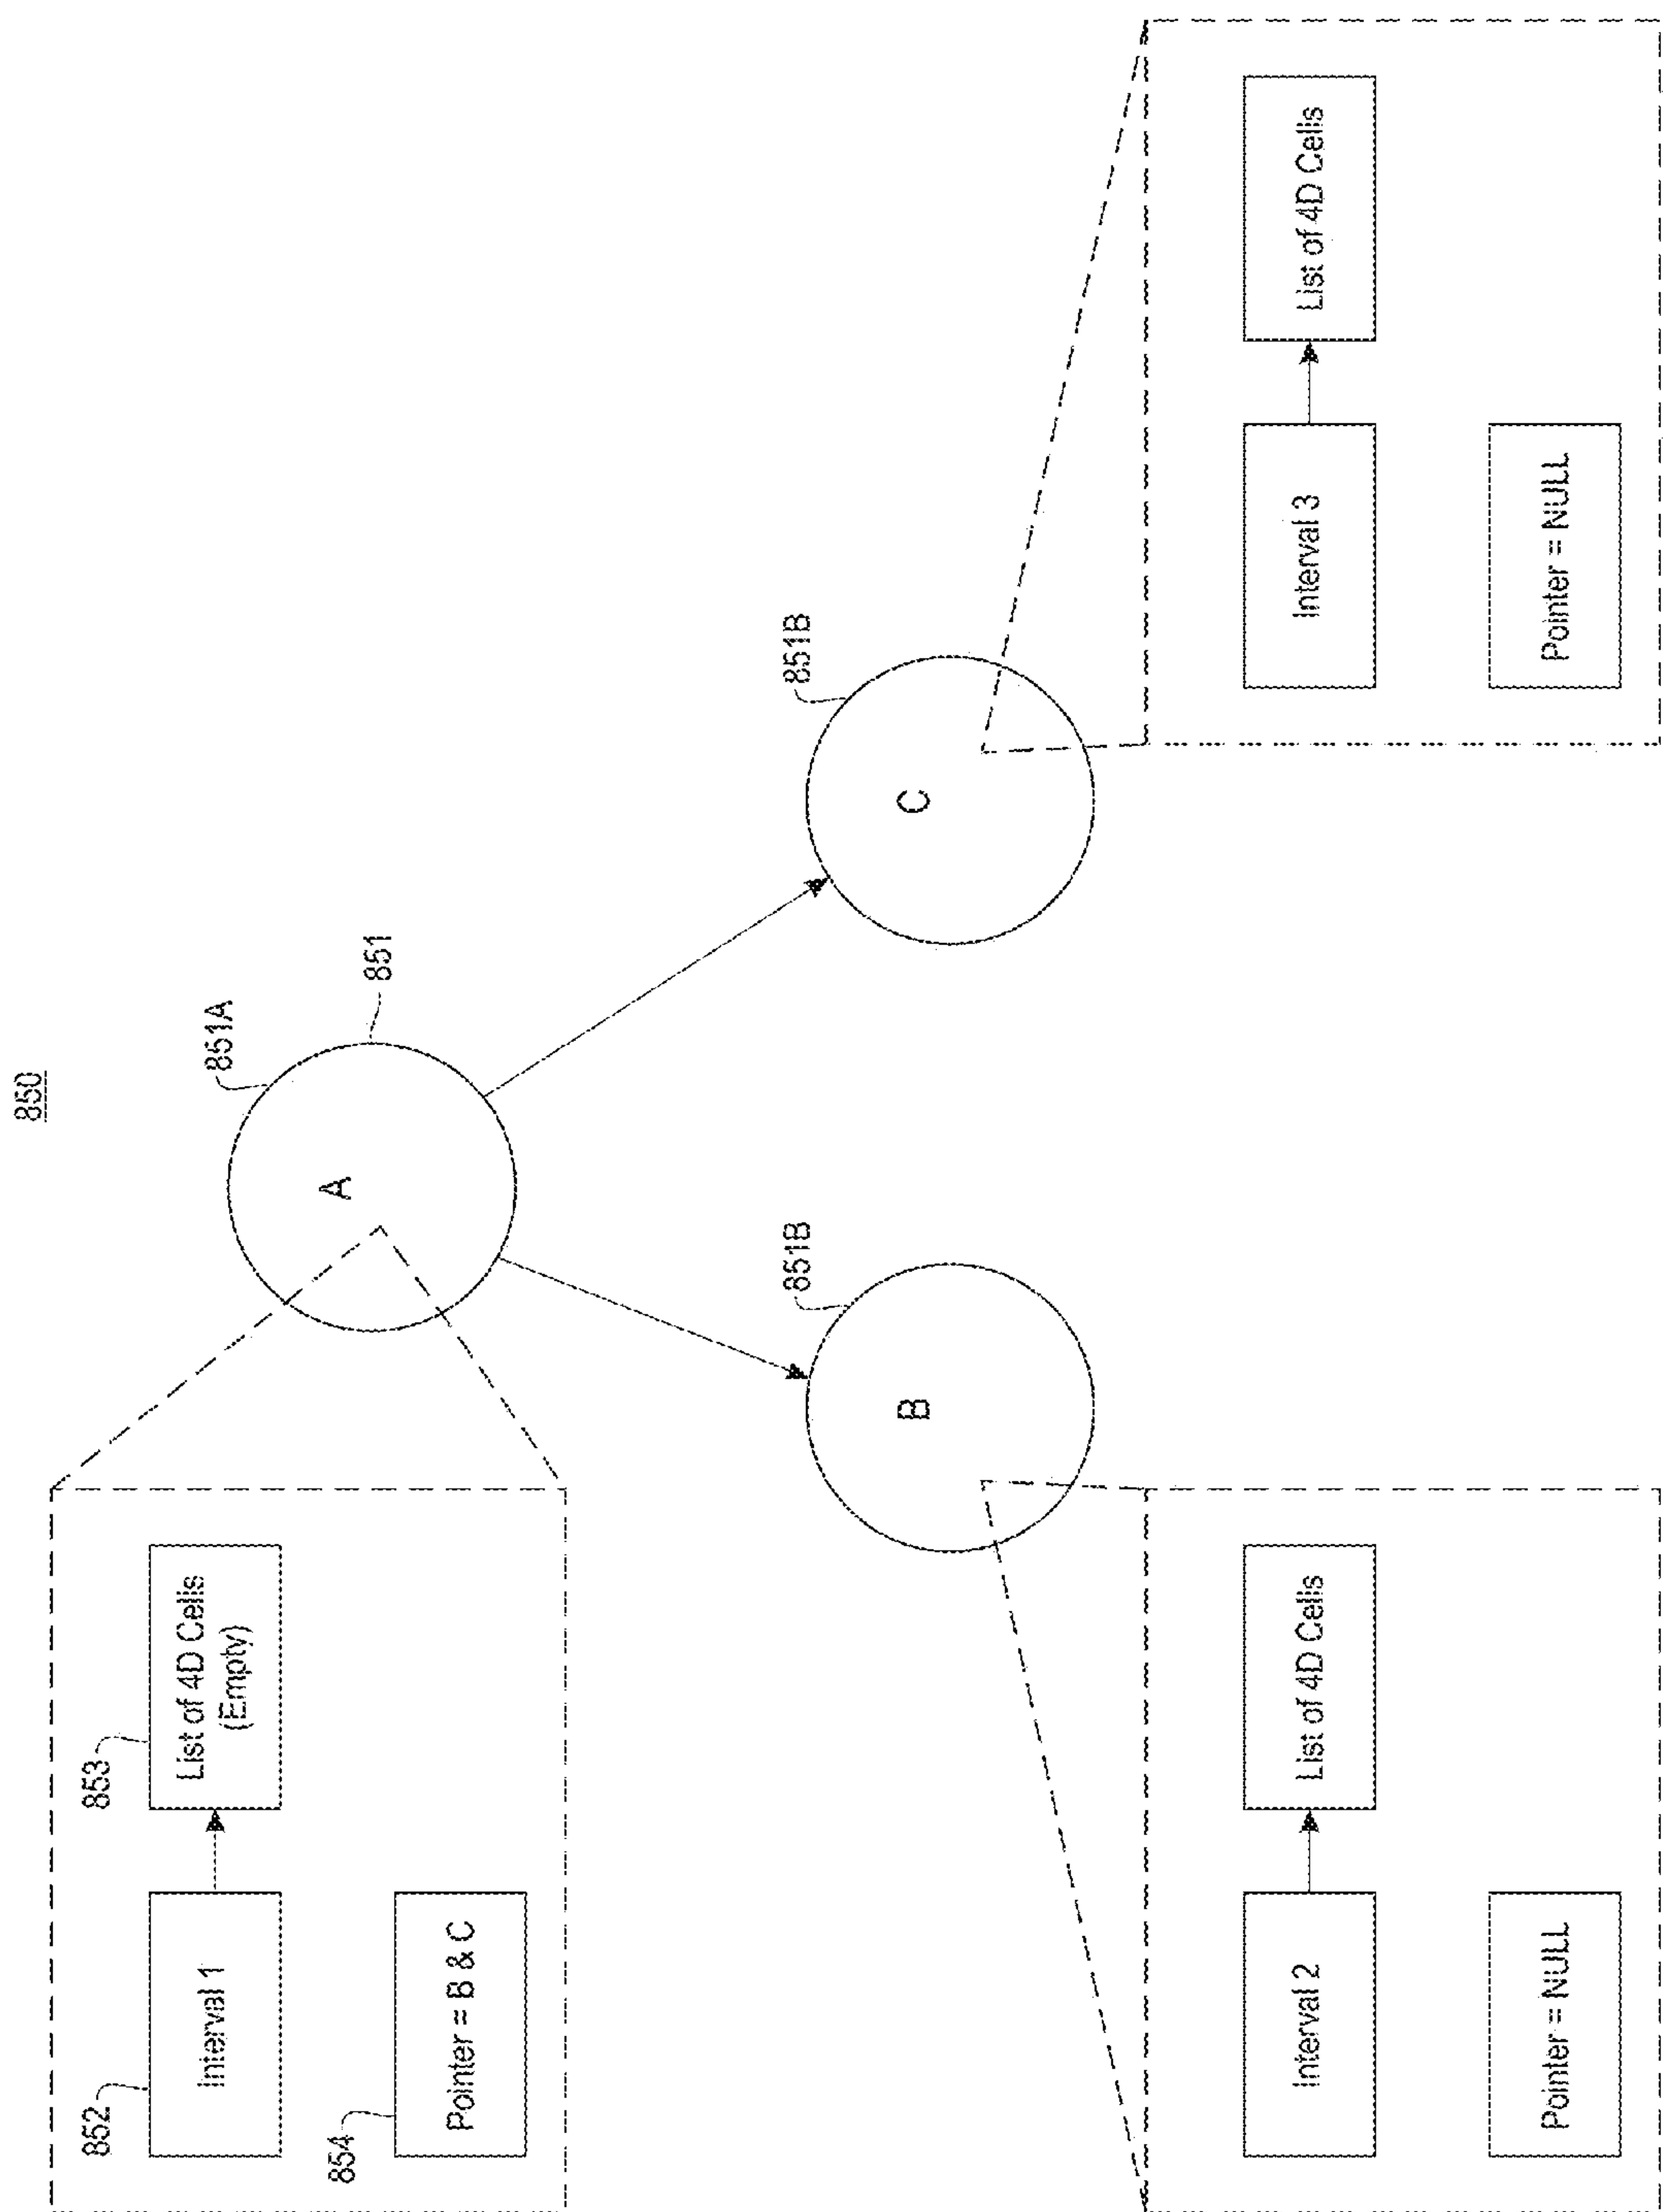 850
851A
851
A
852
Interval 1
853
List of 4D Cells
(Empty)
854
Pointer = B & C
851B
B
851B
C
Interval 2
List of 4D Cells
Pointer = NULL
Interval 3
List of 4D Cells
Pointer = NULL